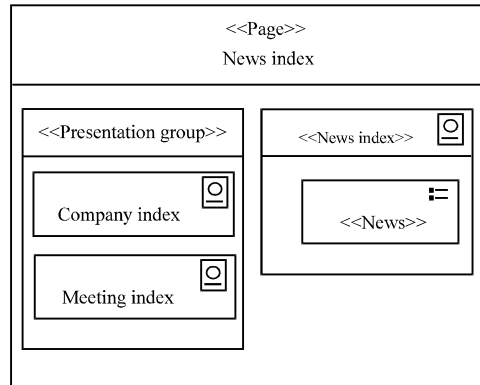 <<Page>>
News index
<<Presentation group>>
Company index
Meeting index
<<News index>>
<<News>>